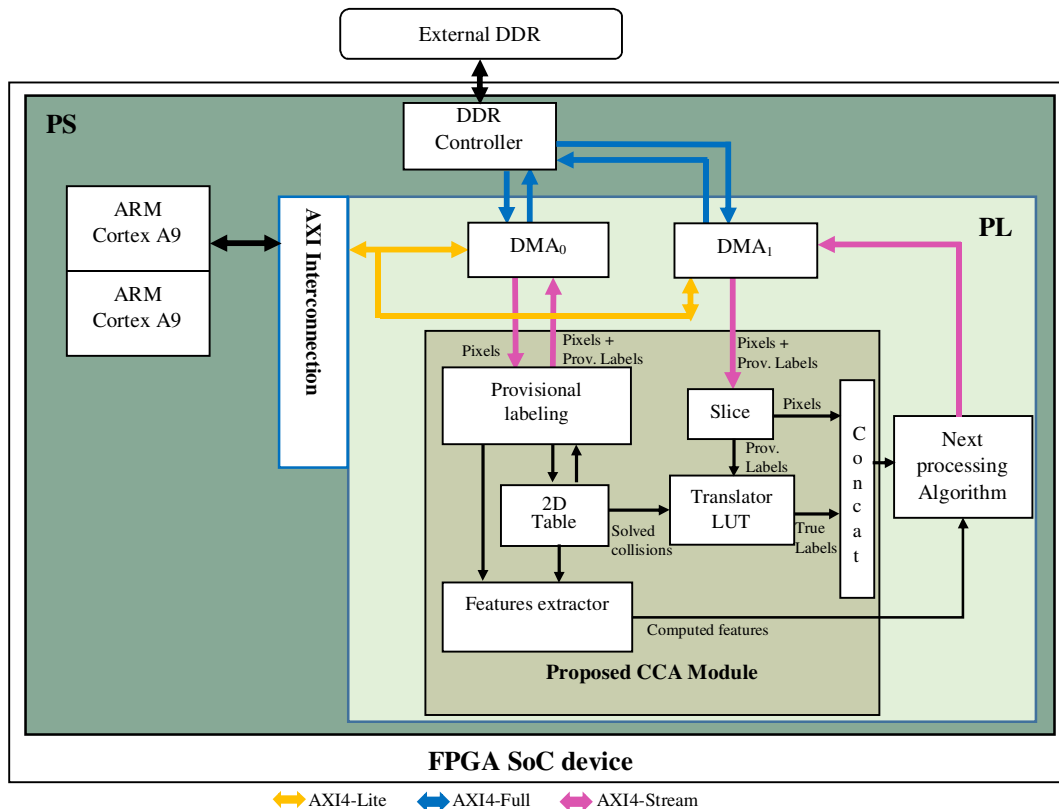 External DDR
PS
DDR
Controller
ARM
Cortex A9
ARM
Cortex A9
AXI Interconnection
DMA₀
DMA₁
PL
Pixels
Pixels +
Prov. Labels
Pixels +
Prov. Labels
Provisional
labeling
Slice
Pixels
Prov.
Labels
Concat
Next
processing
Algorithm
2D
Table
Solved
collisions
Translator
LUT
True
Labels
Features extractor
Computed features
Proposed CCA Module
FPGA SoC device
AXI4-Lite
AXI4-Full
AXI4-Stream